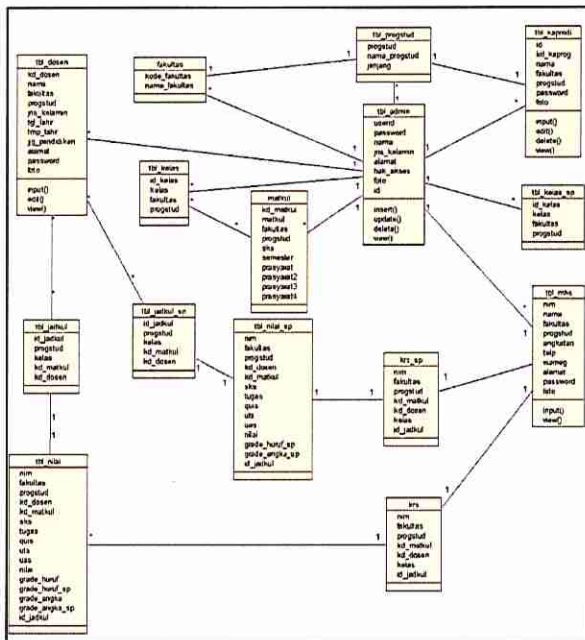 tbl_dosen
kd_dosen
nama
fakultas
progstud
jns_kelamin
tgl_lahir
tmp_lahr
alamat
password
foto
input()
edit()
view()
fakultas
kode_fakultas
name_fakultas
tbl_progstud
progstud
nama_progstud
jenjang
tbl_kaprodi
id
kd_kaprog
nama
fakultas
progstud
password
foto
input()
edit()
delete()
view()
tbl_admin
userid
password
nama
jns_kelamin
alamat
hak_akses
foto
id
insert()
update()
delete()
view()
tbl_kelas
id_kelas
kelas
fakultas
progstud
matkul
kd_matkul
matkul
fakultas
progstud
sks
semester
prasyarat
prasyarat2
prasyarat3
prasyarat4
tbl_kelas_sp
id_kelas
kelas
fakultas
progstud
tbl_mhs
nim
nama
fakultas
progstud
angkatan
telp
alamat
password
foto
input()
view()
tbl_jadkul
id_jadkul
progstud
kelas
kd_matkul
kd_dosen
tbl_jadkul_sp
id_jadkul
progstud
kelas
kd_matkul
kd_dosen
tbl_nilai_sp
nim
fakultas
progstud
kd_dosen
kd_matkul
sks
tugas
quis
uts
uas
nilai
grade_huruf_sp
grade_angka_sp
id_jadkul
krs_sp
nim
fakultas
progstud
kd_matkul
kd_dosen
kelas
id_jadkul
tbl_nilai
nim
fakultas
progstud
kd_dosen
kd_matkul
sks
tugas
quis
uts
uas
nilai
grade_huruf
grade_huruf_sp
grade_angka
grade_angka_sp
id_jadkul
krs
nim
fakultas
progstud
kd_matkul
kd_dosen
kelas
id_jadkul